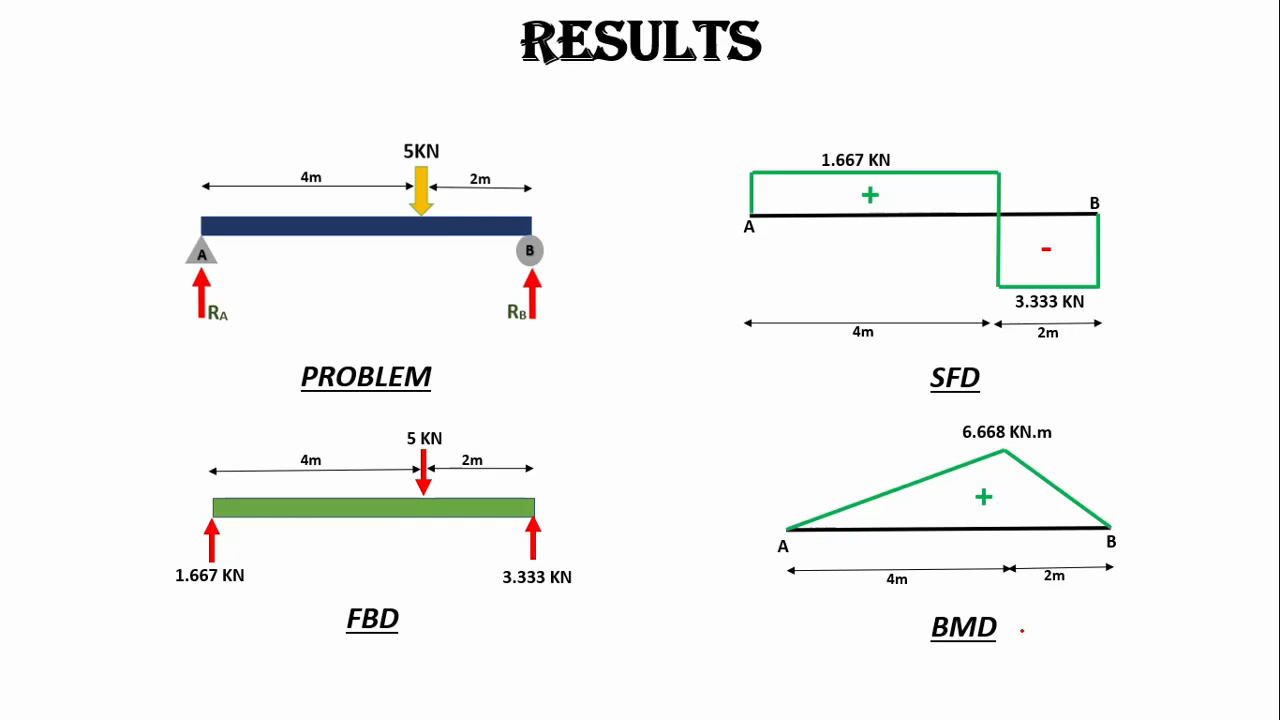 RESULTS
5KN
4m
2m
A
B
RA
RB
PROBLEM
1.667 KN
+
A
B
-
3.333 KN
4m
2m
SFD
5 KN
4m
2m
1.667 KN
3.333 KN
FBD
6.668 KN.m
+
A
B
4m
2m
BMD